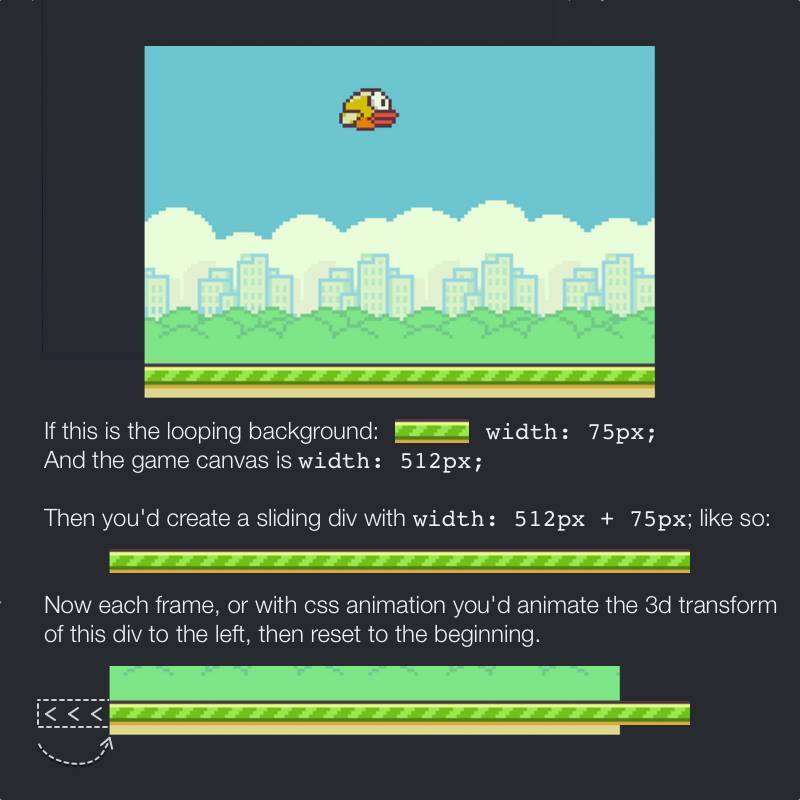 If this is the looping background: width: 75px;
And the game canvas is width: 512px;
Then you'd create a sliding div with width: 512px + 75px; like so:
Now each frame, or with css animation you'd animate the 3d transform
of this div to the left, then reset to the beginning.
< < <